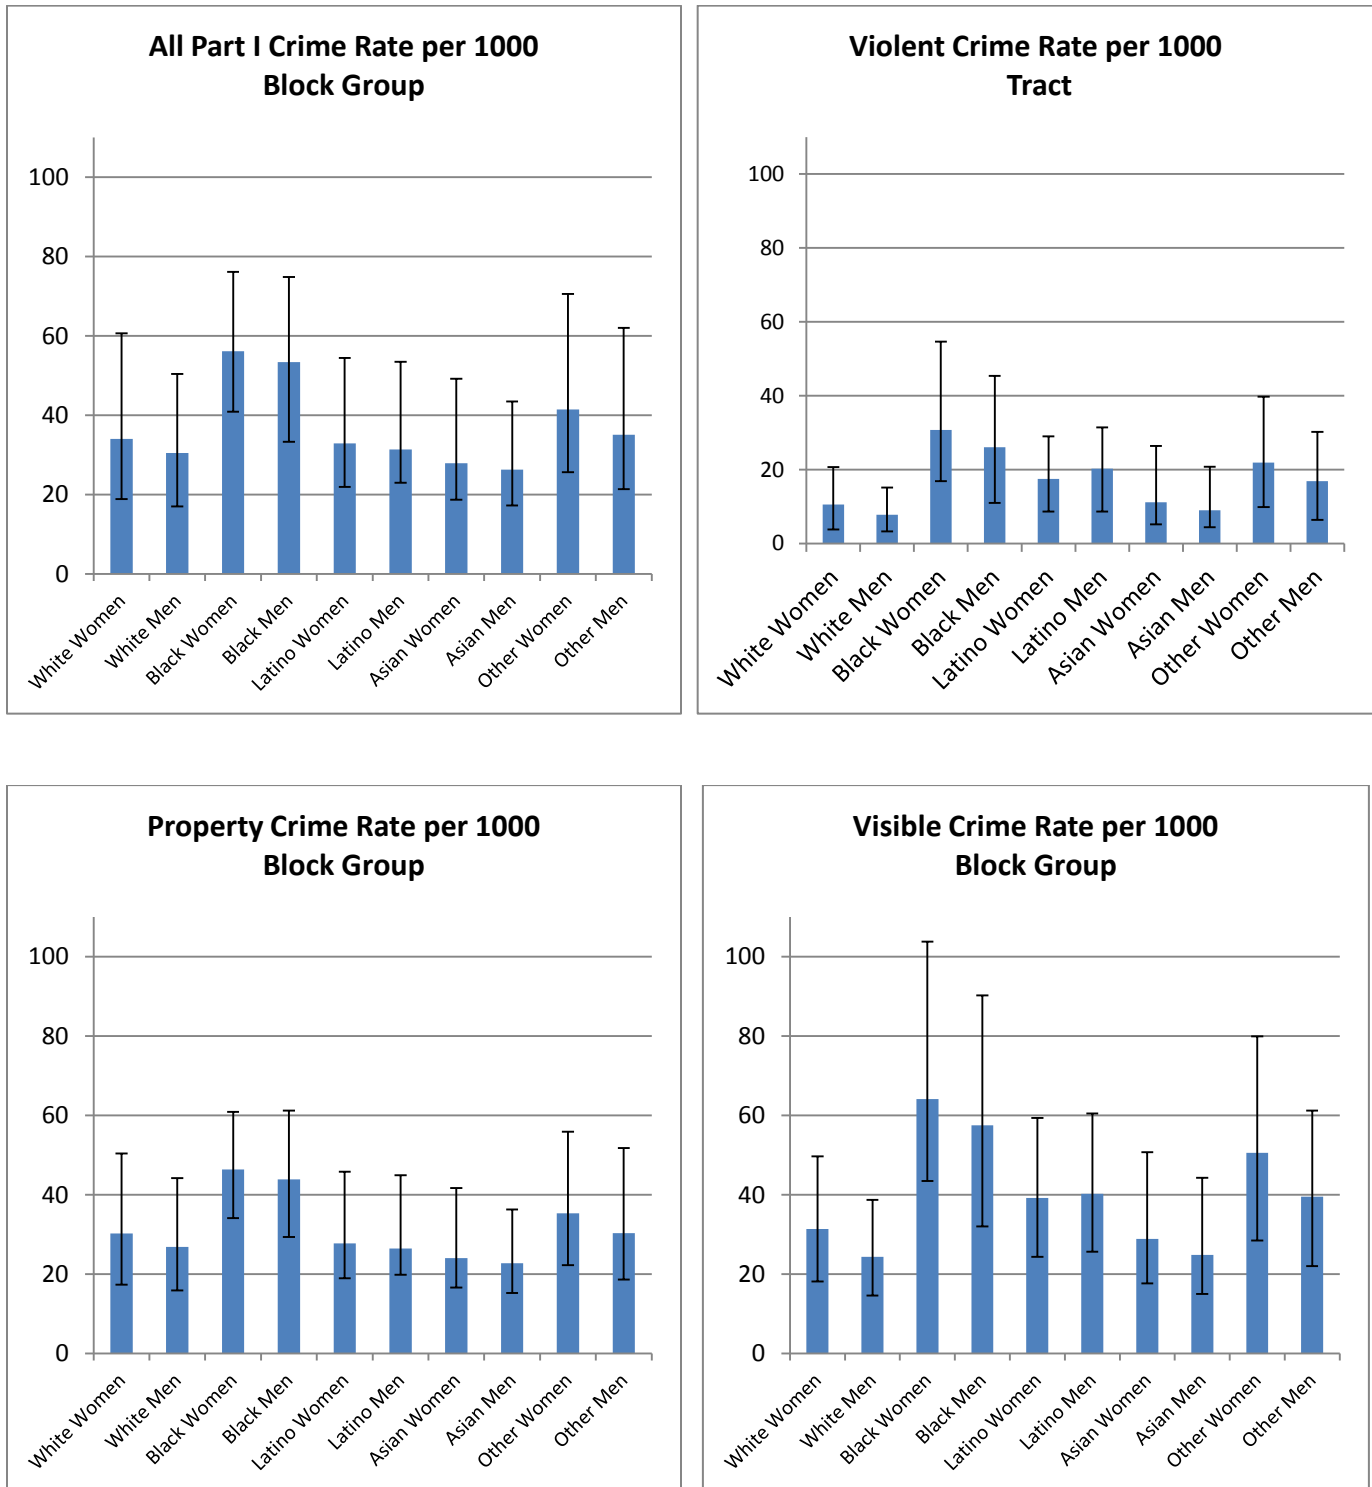 All Part I Crime Rate per 1000
Block Group
100
80
60
40
20
0
White Women
White Men
Black Women
Black Men
Latino Women
Latino Men
Asian Women
Asian Men
Other Women
Other Men
Violent Crime Rate per 1000
Tract
100
80
60
40
20
0
White Women
White Men
Black Women
Black Men
Latino Women
Latino Men
Asian Women
Asian Men
Other Women
Other Men
Property Crime Rate per 1000
Block Group
100
80
60
40
20
0
White Women
White Men
Black Women
Black Men
Latino Women
Latino Men
Asian Women
Asian Men
Other Women
Other Men
Visible Crime Rate per 1000
Block Group
100
80
60
40
20
0
White Women
White Men
Black Women
Black Men
Latino Women
Latino Men
Asian Women
Asian Men
Other Women
Other Men